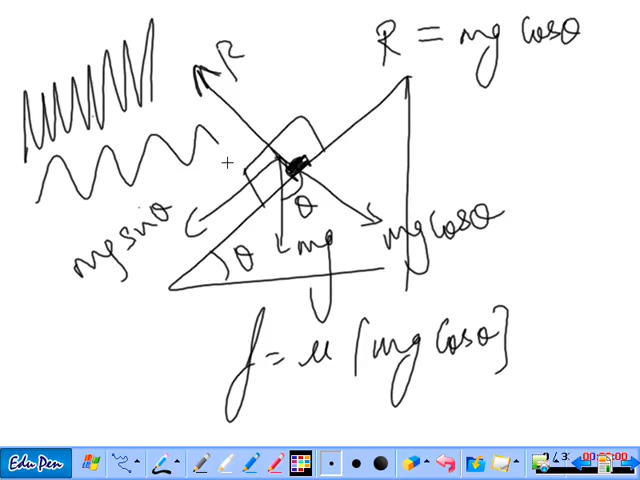 R = mg cosθ
R
mg sinθ
θ
θ
mg
mg cosθ
f = μ [mg cosθ]
Edu Pen